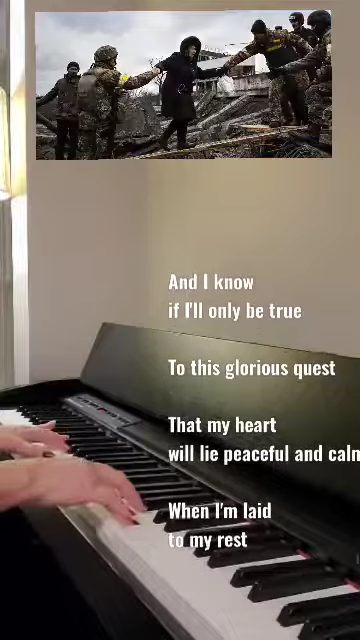 And I know
if I'll only be true
To this glorious quest
That my heart
will lie peaceful and calm
When I'm laid
to my rest